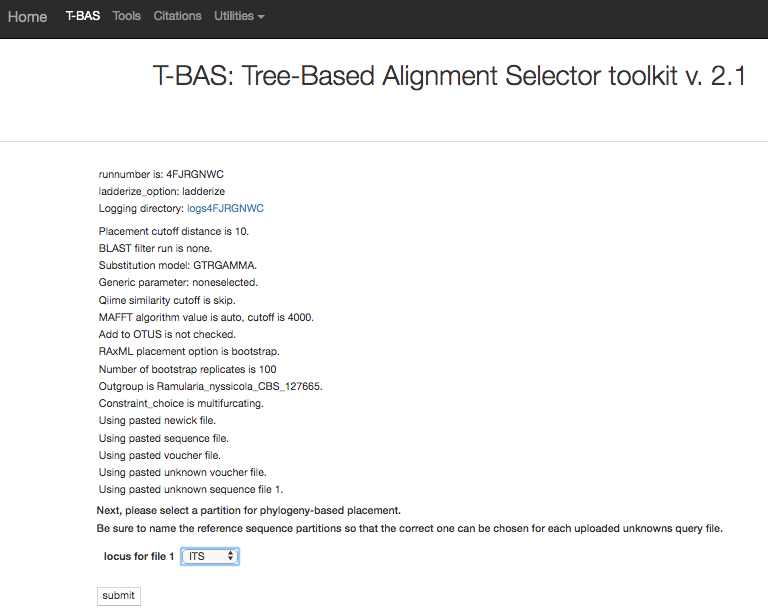 Home T-BAS Tools Citations Utilities
T-BAS: Tree-Based Alignment Selector toolkit v. 2.1
runnumber is: 4FJRGNWC
ladderize_option: ladderize
Logging directory: logs4FJRGNWC
Placement cutoff distance is 10.
BLAST filter run is none.
Substitution model: GTRGAMMA.
Generic parameter: noneselected.
Qiime similarity cutoff is skip.
MAFFT algorithm value is auto, cutoff is 4000.
Add to OTUS is not checked.
RAxML placement option is bootstrap.
Number of bootstrap replicates is 100
Outgroup is Ramularia_nyssicola_CBS_127665.
Constraint_choice is multifurcating.
Using pasted newick file.
Using pasted sequence file.
Using pasted voucher file.
Using pasted unknown voucher file.
Using pasted unknown sequence file 1.
Next, please select a partition for phylogeny-based placement.
Be sure to name the reference sequence partitions so that the correct one can be chosen for each uploaded unknowns query file.
locus for file 1 ITS
submit